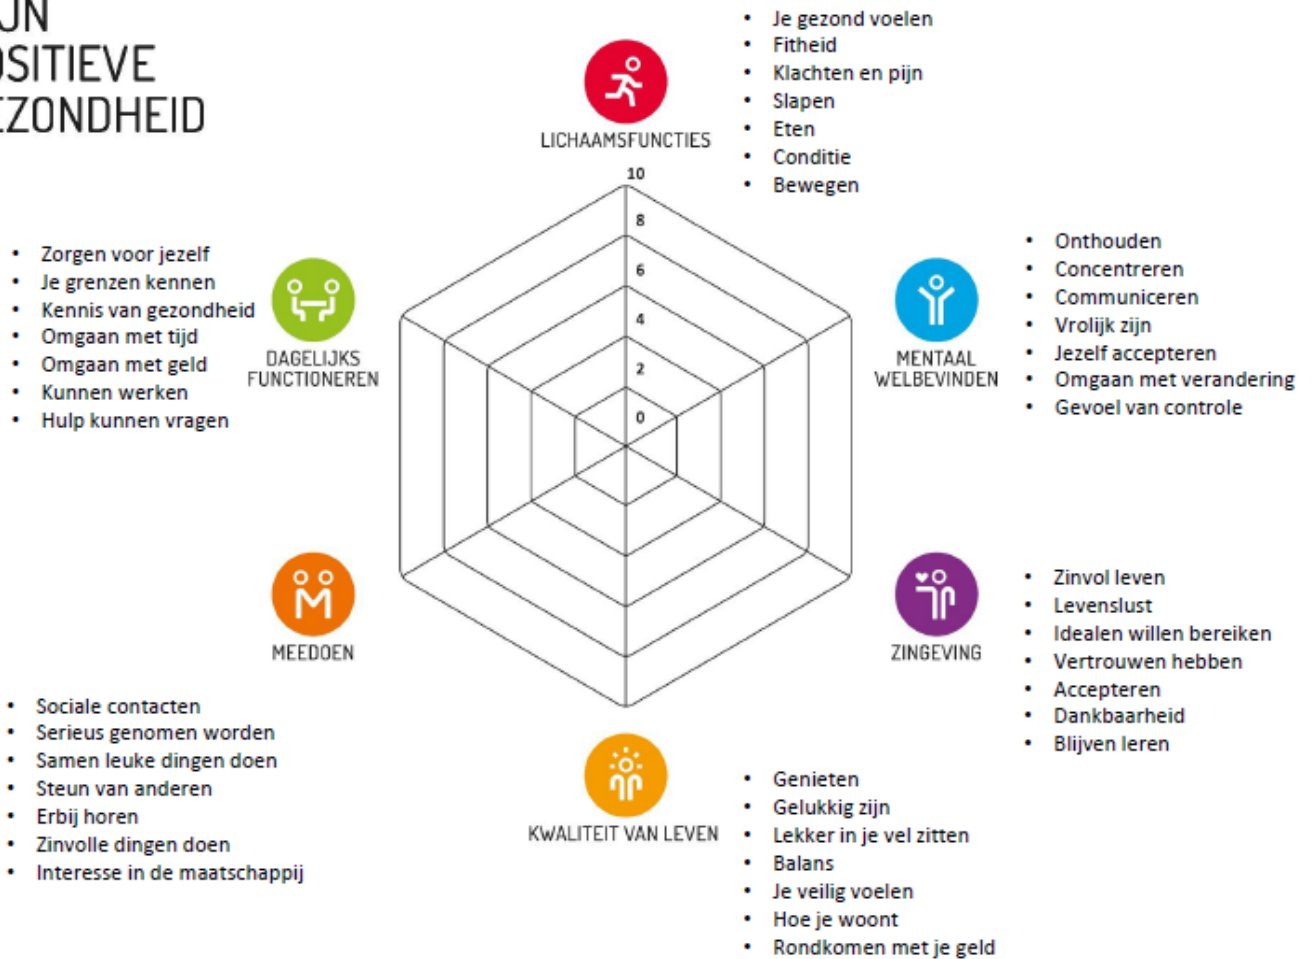 JN
OSITIEVE
EZONDHEID
LICHAAMSFUNCTIES
• Je gezond voelen
• Fitheid
• Klachten en pijn
• Slapen
• Eten
• Conditie
• Bewegen
10
8
6
4
2
0
• Zorgen voor jezelf
• Je grenzen kennen
• Kennis van gezondheid
• Omgaan met tijd
• Omgaan met geld
• Kunnen werken
• Hulp kunnen vragen
DAGELIJKS
FUNCTIONEREN
MENTAAL
WELBEVINDEN
• Onthouden
• Concentreren
• Communiceren
• Vrolijk zijn
• Jezelf accepteren
• Omgaan met verandering
• Gevoel van controle
MEEDOEN
• Sociale contacten
• Serieus genomen worden
• Samen leuke dingen doen
• Steun van anderen
• Erbij horen
• Zinvolle dingen doen
• Interesse in de maatschappij
ZINGEVING
• Zinvol leven
• Levenslust
• Idealen willen bereiken
• Vertrouwen hebben
• Accepteren
• Dankbaarheid
• Blijven leren
KWALITEIT VAN LEVEN
• Genieten
• Gelukkig zijn
• Lekker in je vel zitten
• Balans
• Je veilig voelen
• Hoe je woont
• Rondkomen met je geld